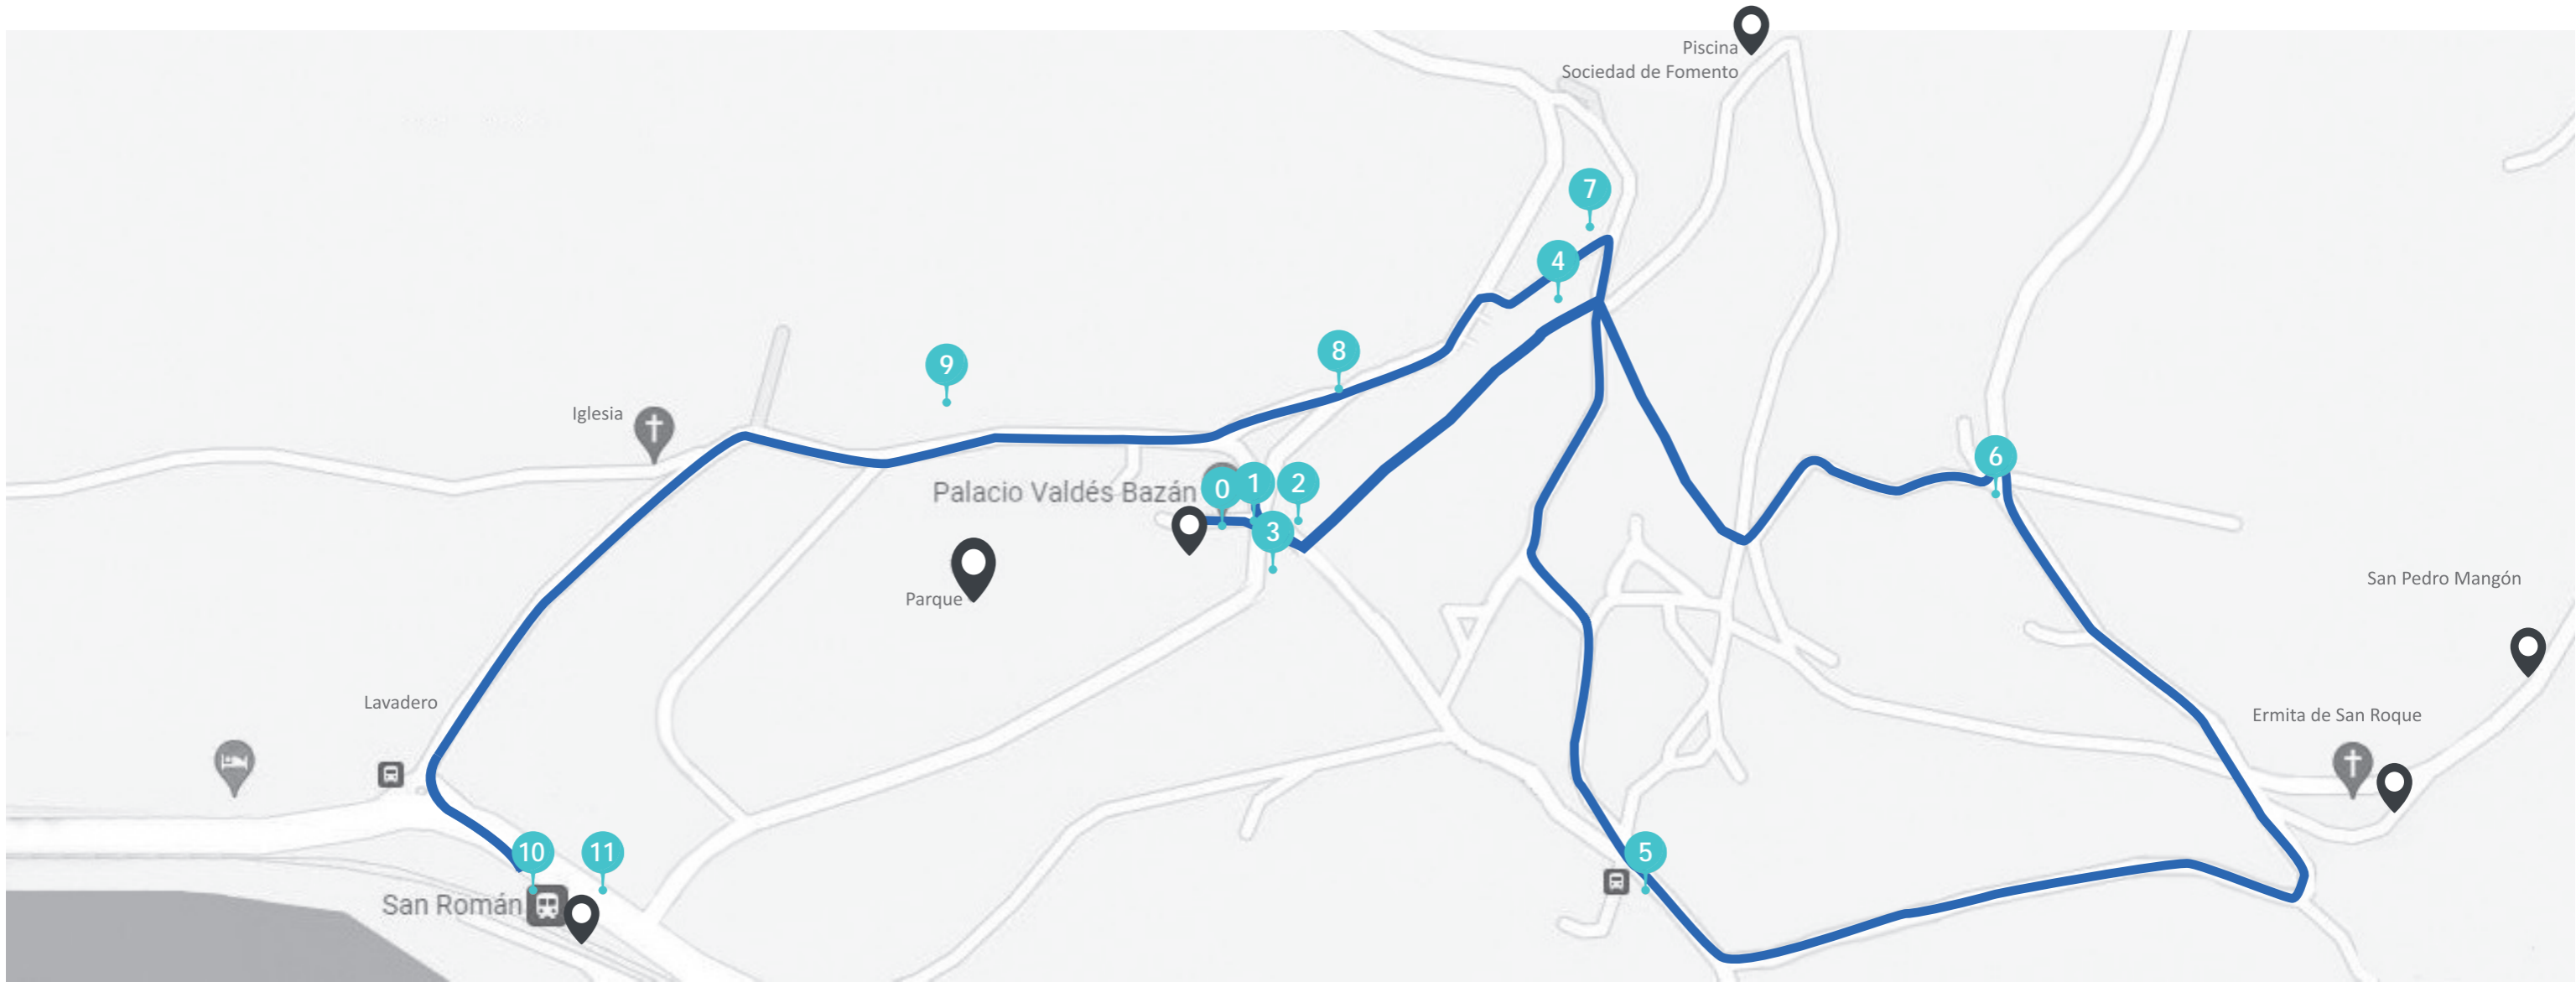 Piscina
Sociedad de Fomento
7
4
8
9
Iglesia
6
Palacio Valdés Bazán
0
1
2
3
San Pedro Mangón
Parque
Lavadero
Ermita de San Roque
10
11
5
San Román